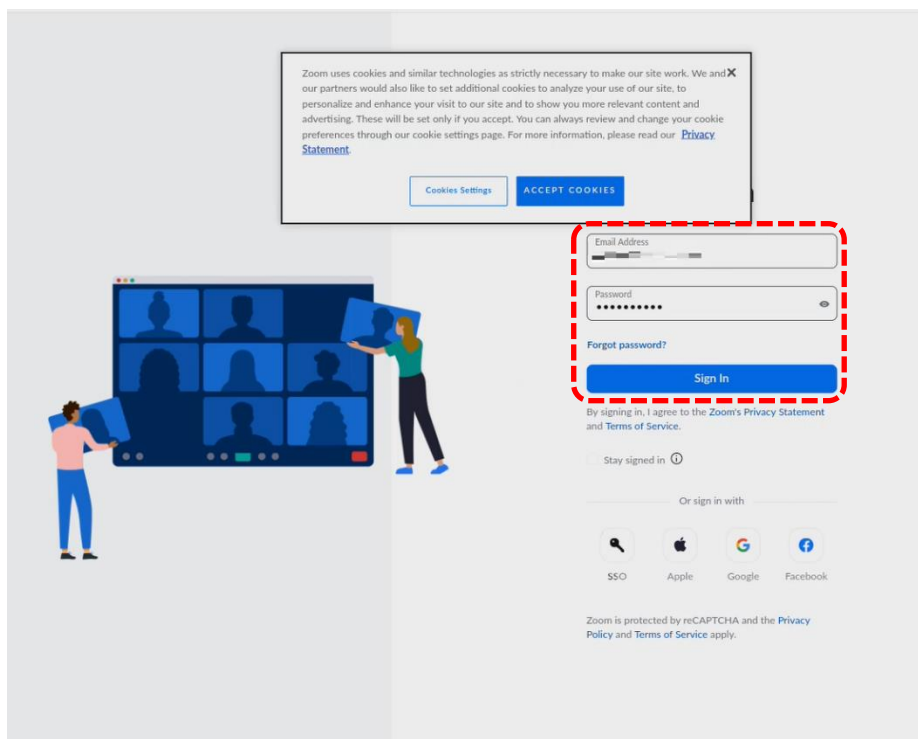 Zoom uses cookies and similar technologies as strictly necessary to make our site work. We and
our partners would also like to set additional cookies to analyze your use of our site, to
personalize and enhance your visit to our site and to show you more relevant content and
advertising. These will be set only if you accept. You can always review and change your cookie
preferences through our cookie settings page. For more information, please read our Privacy
Statement.
Cookies Settings
ACCEPT COOKIES
Email Address
Password
Forgot password?
Sign In
By signing in, I agree to the Zoom's Privacy Statement
and Terms of Service.
Stay signed in
Or sign in with
SSO
Apple
Google
Facebook
Zoom is protected by reCAPTCHA and the Privacy
Policy and Terms of Service apply.